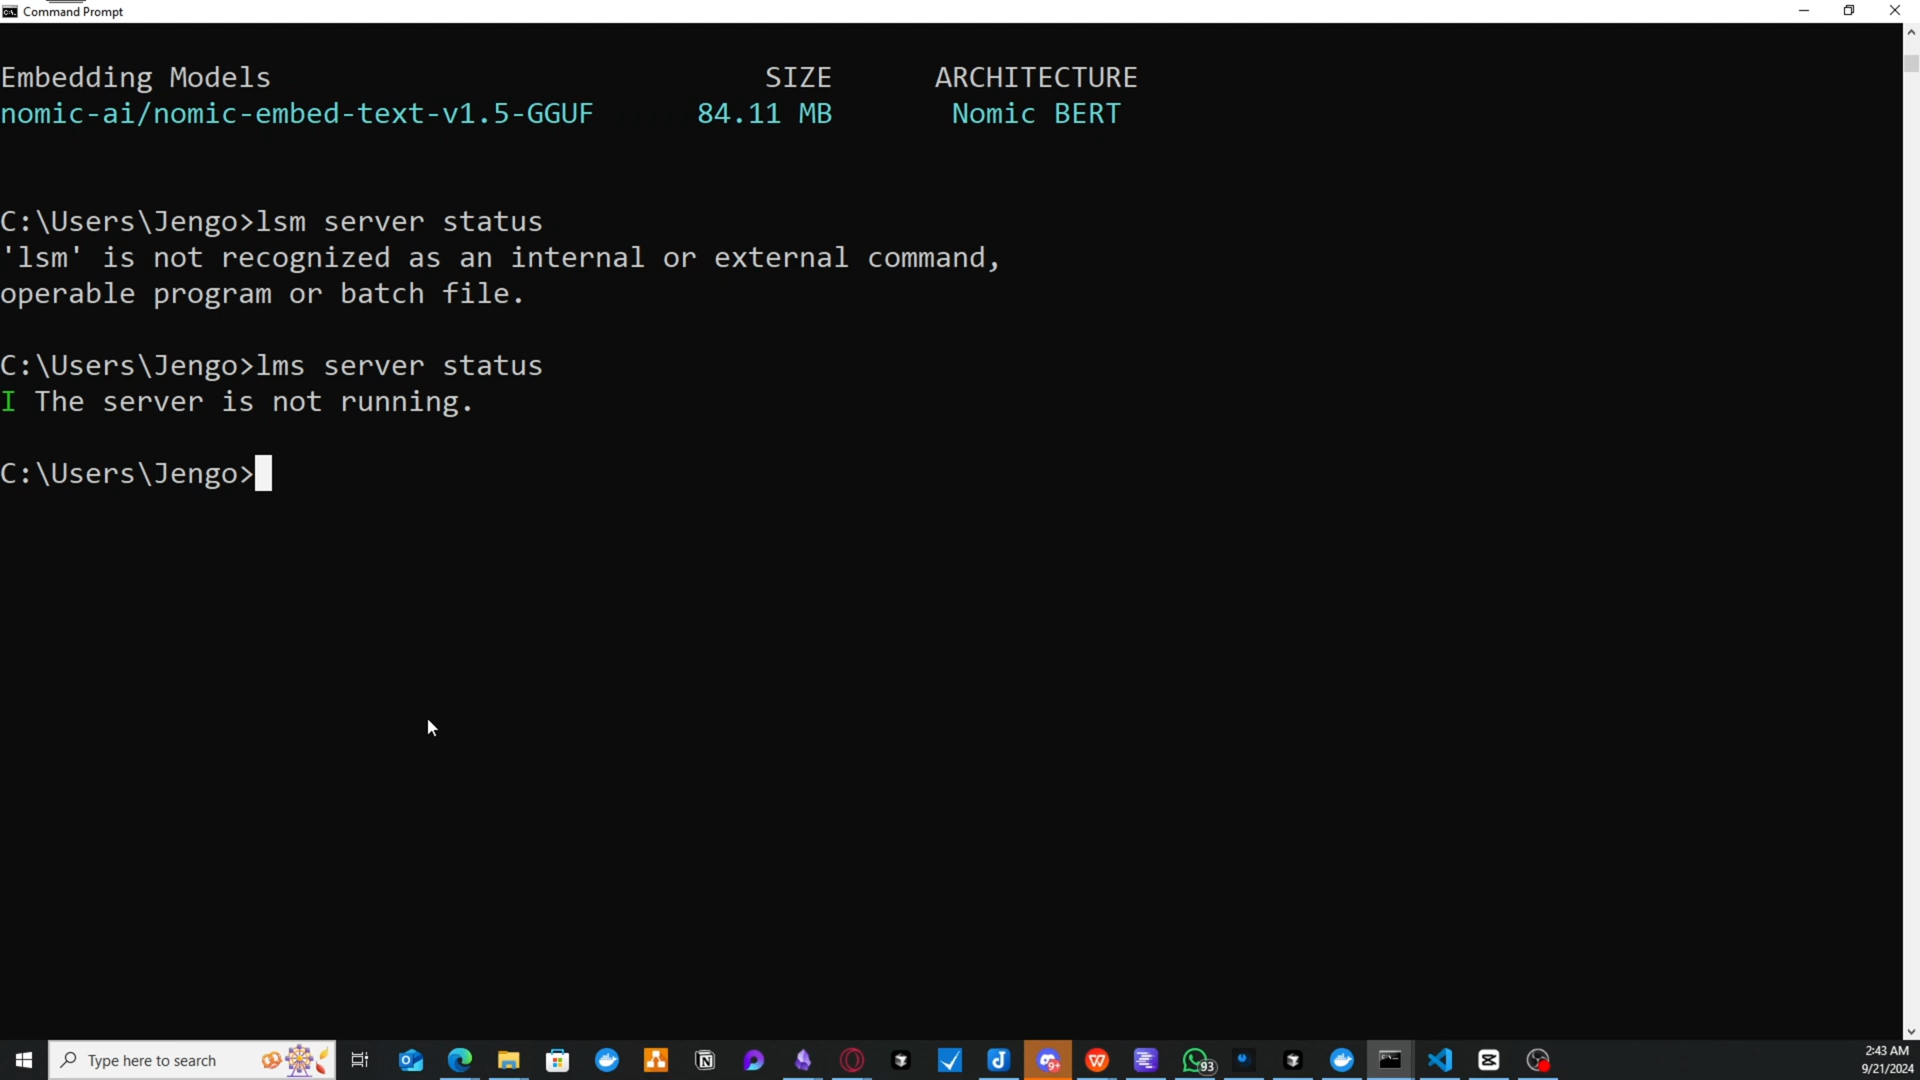 Command Prompt
Embedding Models SIZE ARCHITECTURE
nomic-ai/nomic-embed-text-v1.5-GGUF 84.11 MB Nomic BERT
C:\Users\Jengo>lsm server status
'lsm' is not recognized as an internal or external command,
operable program or batch file.
C:\Users\Jengo>lms server status
I The server is not running.
C:\Users\Jengo>
Type here to search
9+
93
2:43 AM
9/21/2024